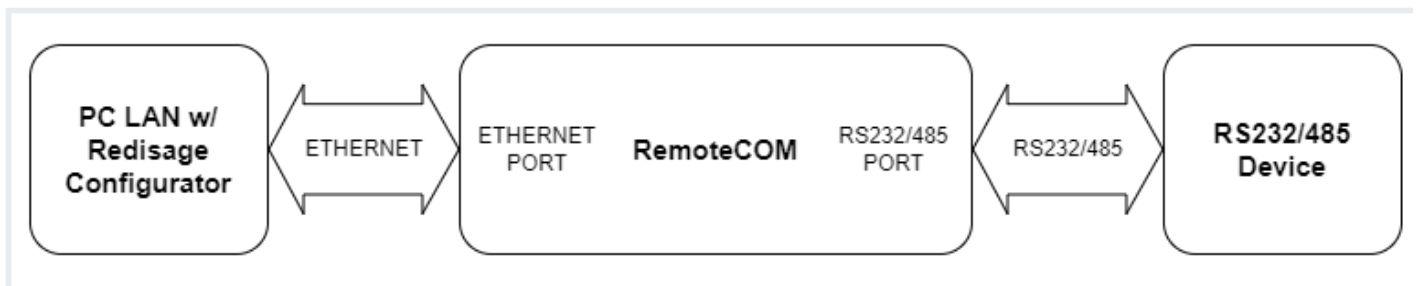 PC LAN w/
Redisage
Configurator
ETHERNET
ETHERNET
PORT
RemoteCOM
RS232/485
PORT
RS232/485
RS232/485
Device